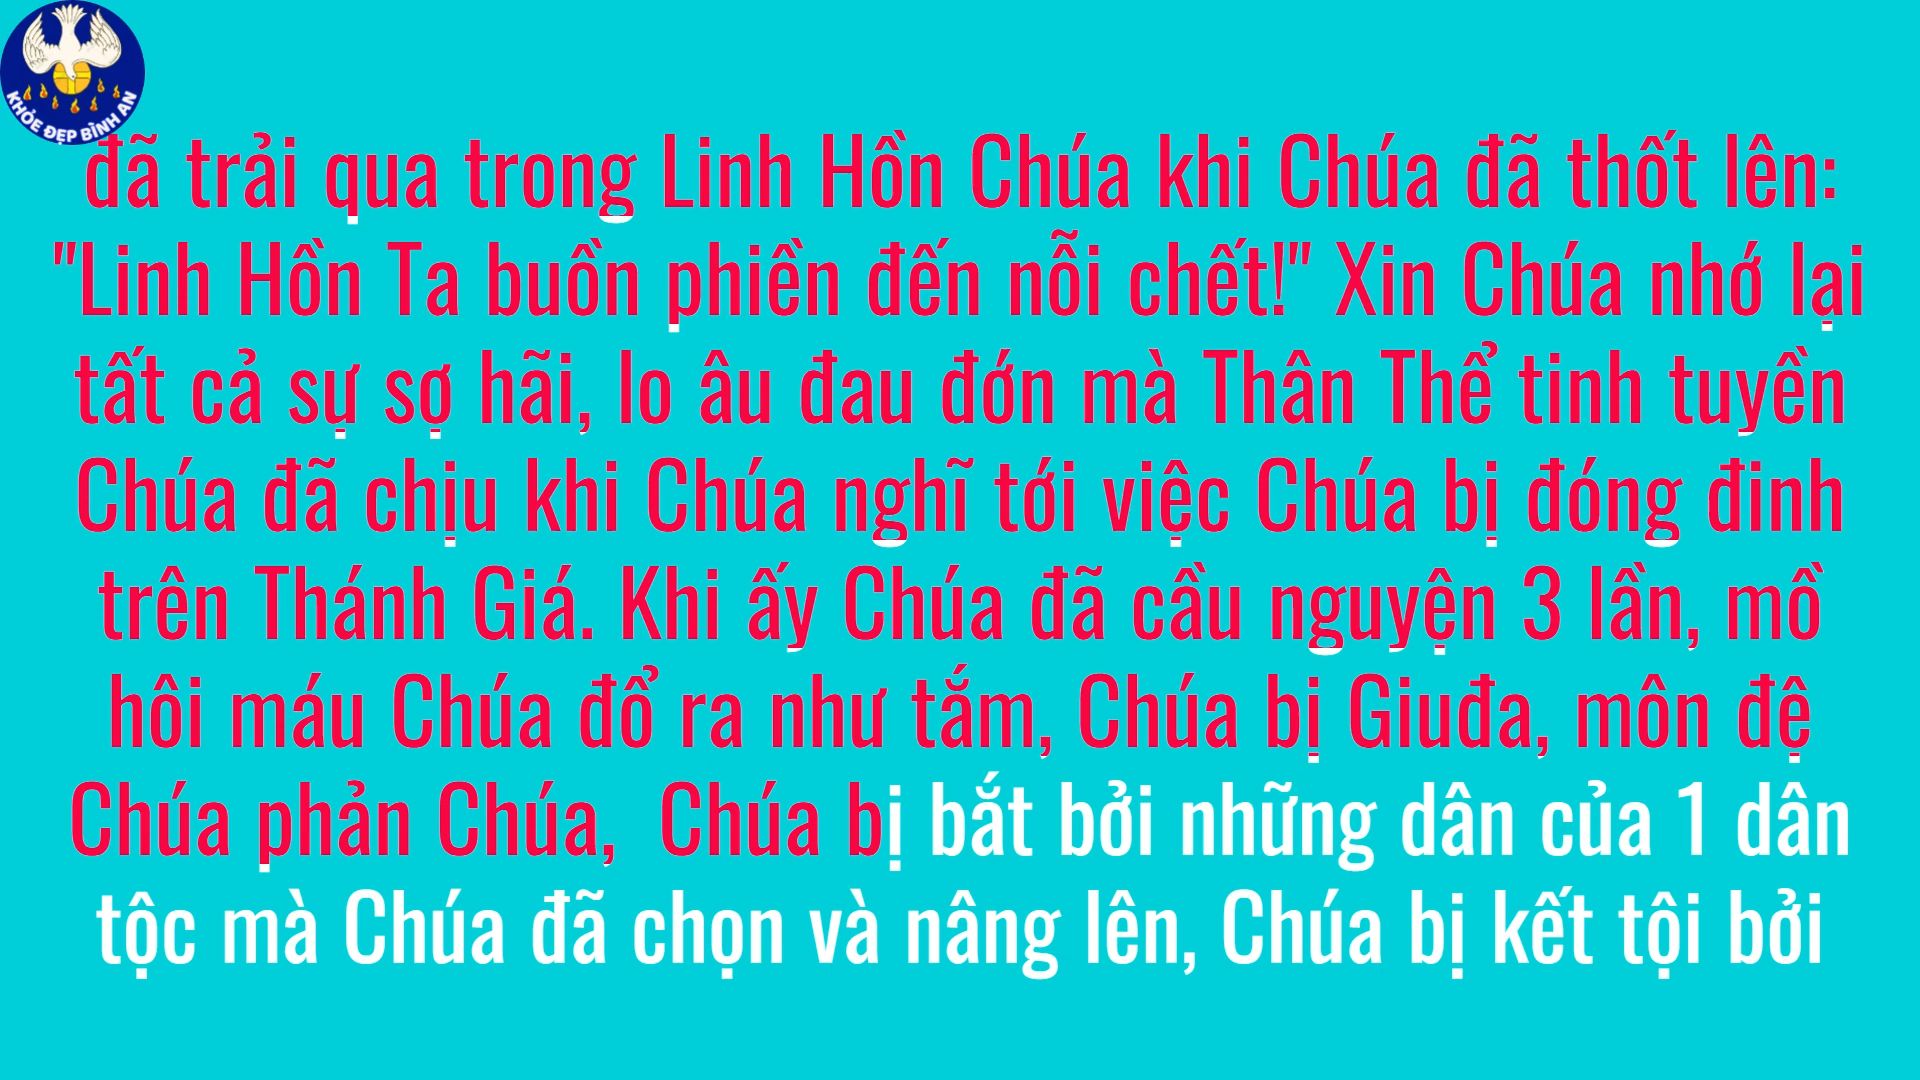 KHỎE ĐẸP BÌNH AN
đã trải qua trong Linh Hồn Chúa khi Chúa đã thốt lên:
"Linh Hồn Ta buồn phiền đến nỗi chết!" Xin Chúa nhớ lại
tất cả sự sợ hãi, lo âu đau đớn mà Thân Thể tinh tuyền
Chúa đã chịu khi Chúa nghĩ tới việc Chúa bị đóng đinh
trên Thánh Giá. Khi ấy Chúa đã cầu nguyện 3 lần, mồ
hôi máu Chúa đổ ra như tắm, Chúa bị Giuđa, môn đệ
Chúa phản Chúa,  Chúa bị bắt bởi những dân của 1 dân
tộc mà Chúa đã chọn và nâng lên, Chúa bị kết tội bởi